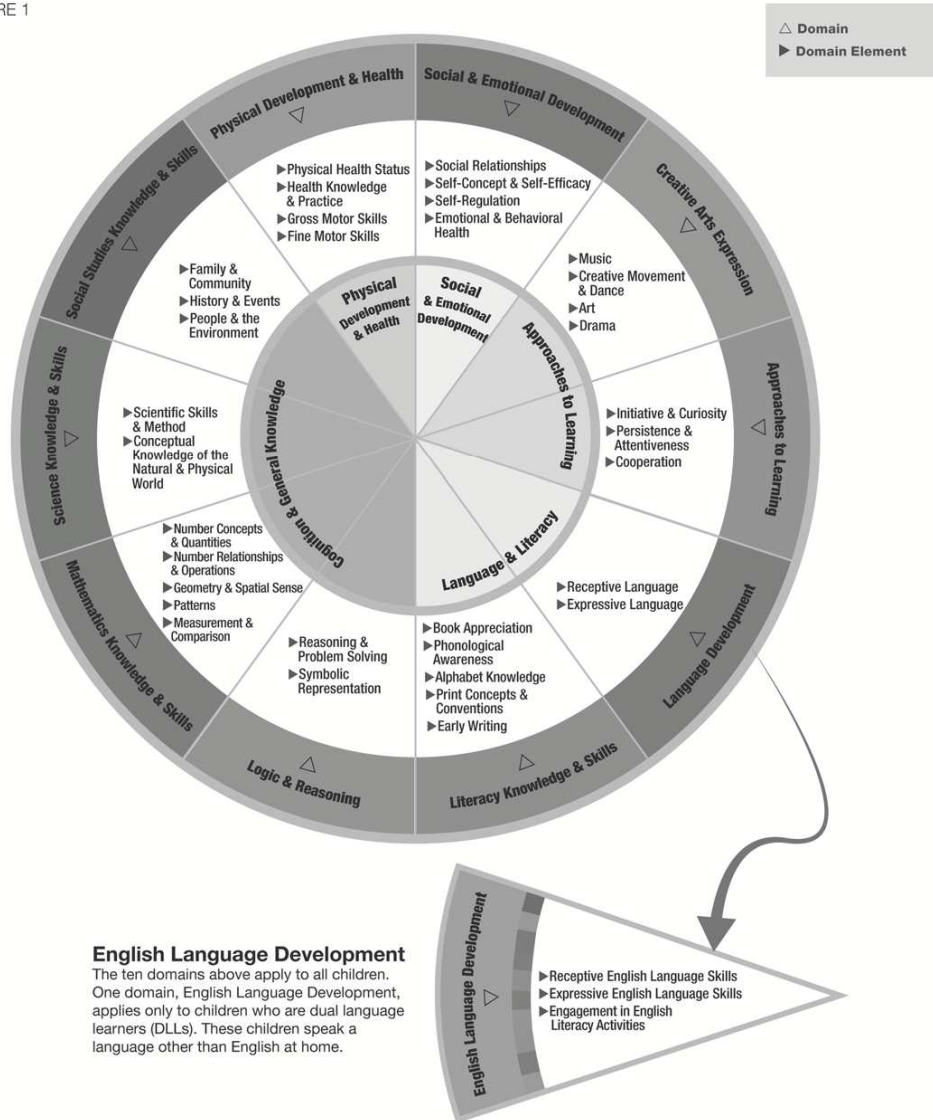 RE 1
△ Domain
▶ Domain Element
Physical Development & Health
▶Physical Health Status
▶Health Knowledge
& Practice
▶Gross Motor Skills
▶Fine Motor Skills
Social & Emotional Development
▶Social Relationships
▶Self-Concept & Self-Efficacy
▶Self-Regulation
▶Emotional & Behavioral
Health
Creative Arts Expression
▶Music
▶Creative Movement
& Dance
▶Art
▶Drama
Approaches to Learning
▶Initiative & Curiosity
▶Persistence &
Attentiveness
▶Cooperation
Language Development
▶Receptive Language
▶Expressive Language
Literacy Knowledge & Skills
▶Book Appreciation
▶Phonological
Awareness
▶Alphabet Knowledge
▶Print Concepts &
Conventions
▶Early Writing
Logic & Reasoning
▶Reasoning &
Problem Solving
▶Symbolic
Representation
Mathematics Knowledge & Skills
▶Number Concepts
& Quantities
▶Number Relationships
& Operations
▶Geometry & Spatial Sense
▶Patterns
▶Measurement &
Comparison
Science Knowledge & Skills
▶Scientific Skills
& Method
▶Conceptual
Knowledge of the
Natural & Physical
World
Social Studies Knowledge & Skills
▶Family &
Community
▶History & Events
▶People & the
Environment
Physical
Development
& Health
Social
& Emotional
Development
Approaches to Learning
Language & Literacy
Cognition & General Knowledge
English Language Development
The ten domains above apply to all children.
One domain, English Language Development,
applies only to children who are dual language
learners (DLLs). These children speak a
language other than English at home.
English Language Development
▶Receptive English Language Skills
▶Expressive English Language Skills
▶Engagement in English
Literacy Activities